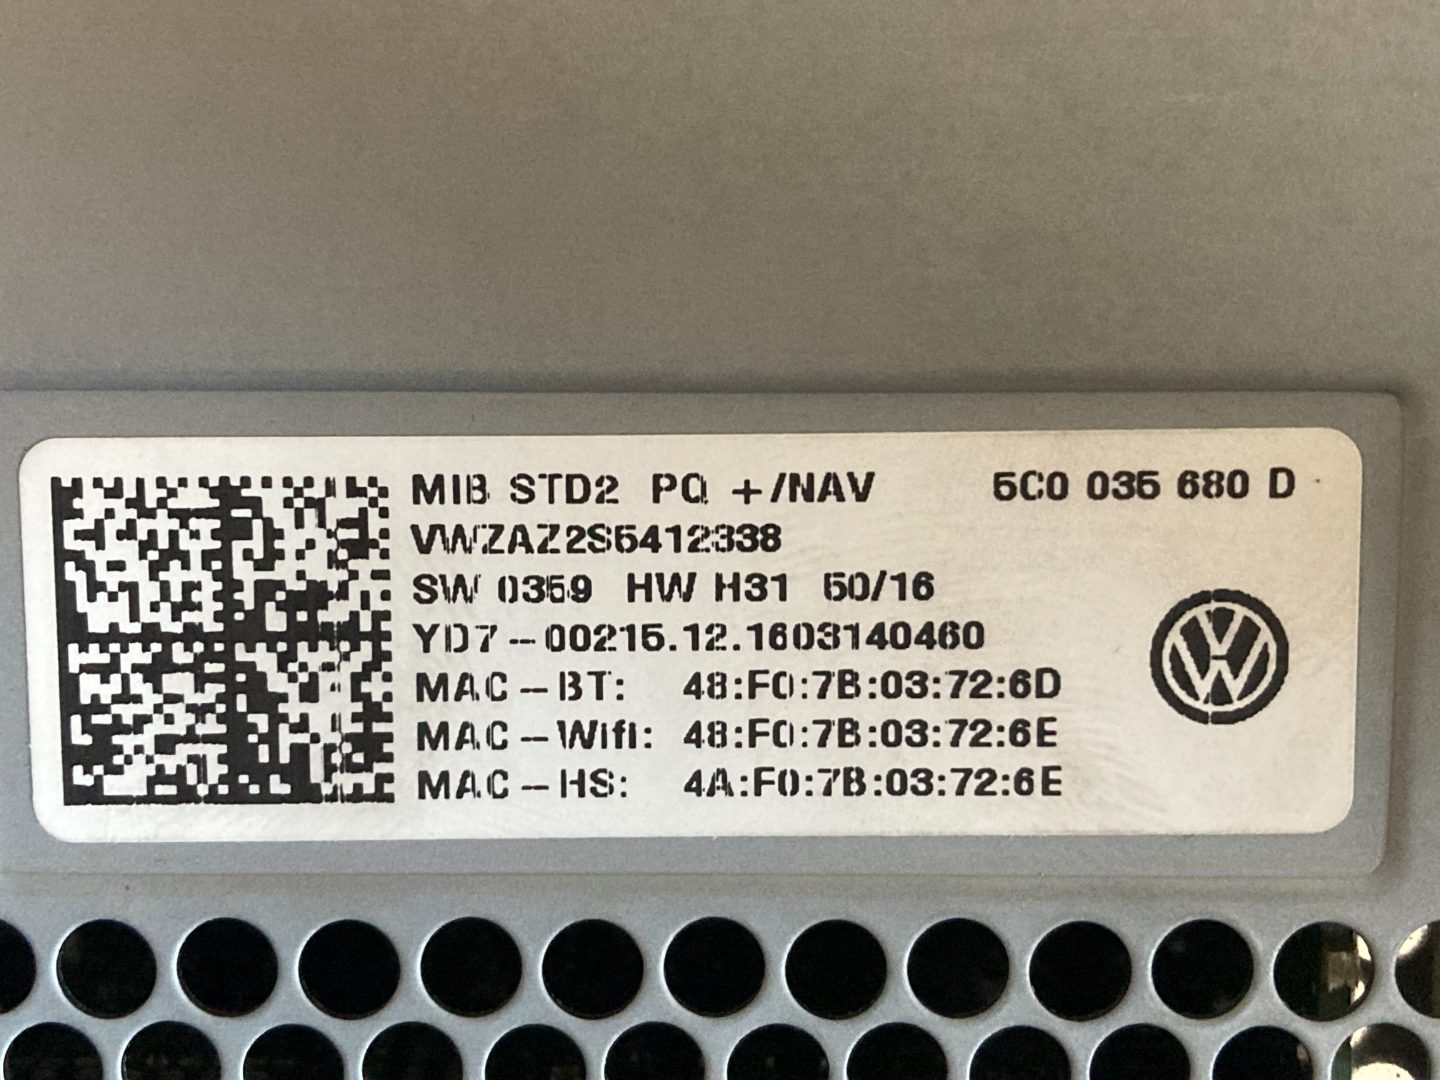 MIB STD2 PQ +/NAV 5C0 035 680 D
VWZAZ2S5412338
SW 0359 HW H31 50/16
YD7-00215.12.1603140460
MAC-BT: 48:F0:7B:03:72:6D
MAC-Wifi: 48:F0:7B:03:72:6E
MAC-HS: 4A:F0:7B:03:72:6E